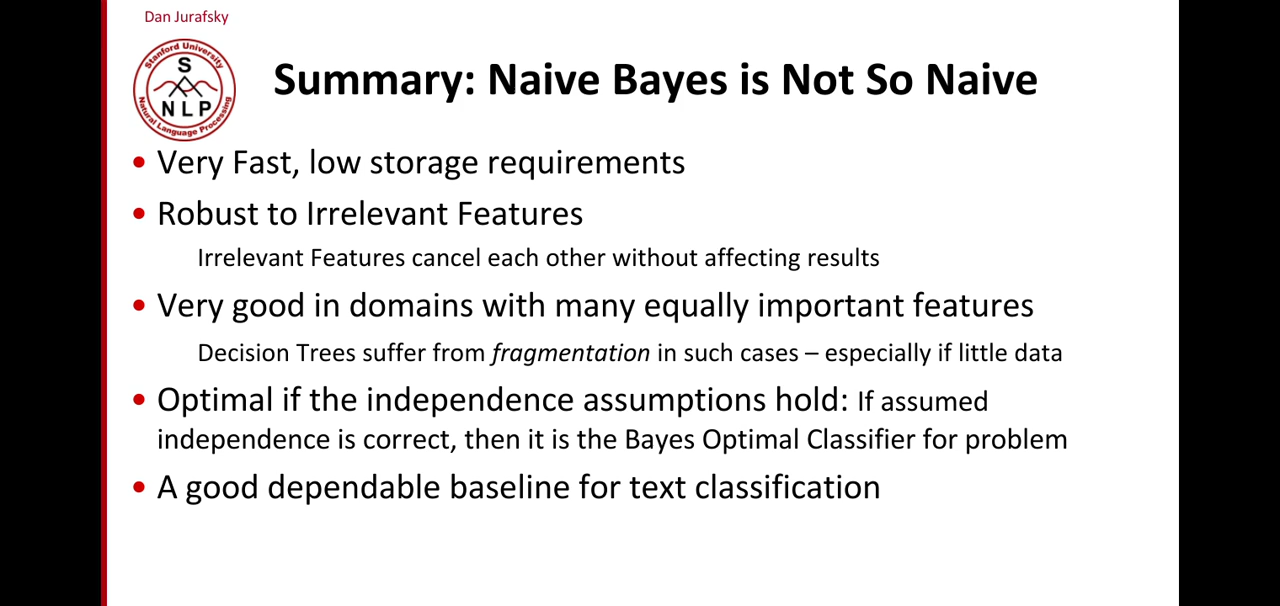 Dan Jurafsky
Stanford University
S
N L P
Natural Language Processing
Summary: Naive Bayes is Not So Naive
• Very Fast, low storage requirements
• Robust to Irrelevant Features
Irrelevant Features cancel each other without affecting results
• Very good in domains with many equally important features
Decision Trees suffer from fragmentation in such cases – especially if little data
• Optimal if the independence assumptions hold: If assumed
independence is correct, then it is the Bayes Optimal Classifier for problem
• A good dependable baseline for text classification